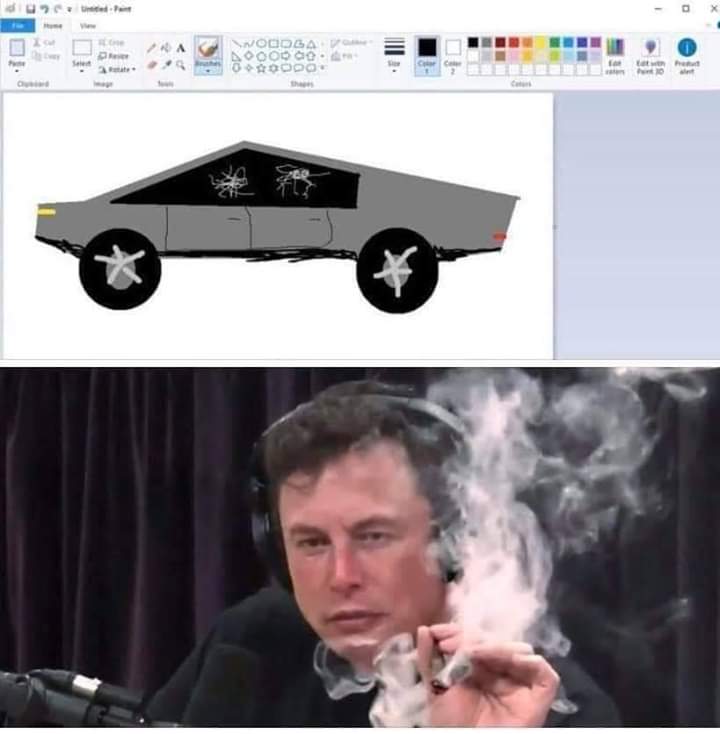 Untitled - Paint
File Home View
Cut
Copy
Paste
Clipboard
Select
Crop
Resize
Rotate
Image
Tools
Brushes
Outline
Fill
Shapes
Size
Color
1
Color
2
Edit
colors
Colors
Edit with
Paint 3D
Product
alert